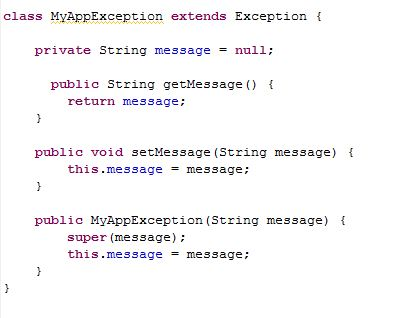 class MyAppException extends Exception {
private String message = null;
public String getMessage() {
return message;
}
public void setMessage(String message) {
this.message = message;
}
public MyAppException(String message) {
super(message);
this.message = message;
}
}